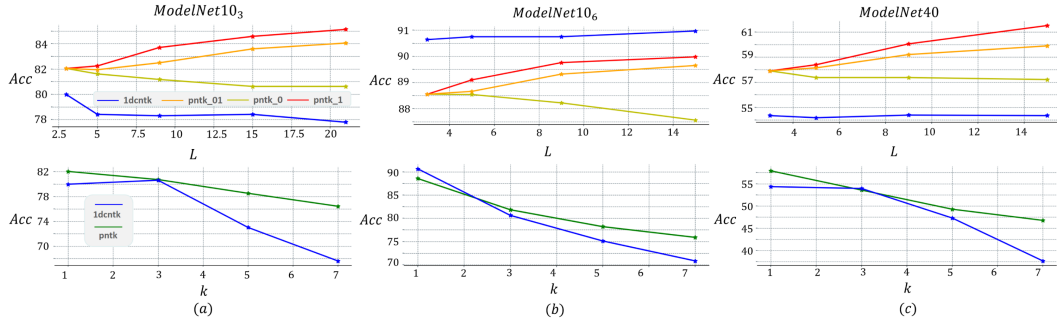 ModelNet10₃
ModelNet10₆
ModelNet40
84
82
Acc
80
78
2.5 5 7.5 10 12.5 15 17.5 20
L
1dcntk pntk_01 pntk_0 pntk_1
91
90
Acc
89
88
4 6 8 10 12 14
L
61
59
Acc
57
55
4 6 8 10 12 14
L
82
78
Acc
74
70
1dcntk
pntk
1 2 3 4 5 6 7
k
(a)
90
85
Acc
80
75
70
1 2 3 4 5 6 7
k
(b)
55
50
Acc
45
40
1 2 3 4 5 6 7
k
(c)